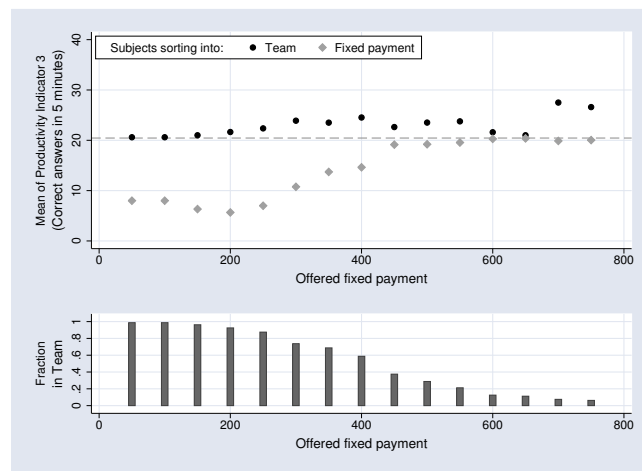 Subjects sorting into: Team Fixed payment
Mean of Productivity Indicator 3
(Correct answers in 5 minutes)
40
30
20
10
0
0 200 400 600 800
Offered fixed payment
Fraction
in Team
1
.8
.6
.4
.2
0
0 200 400 600 800
Offered fixed payment